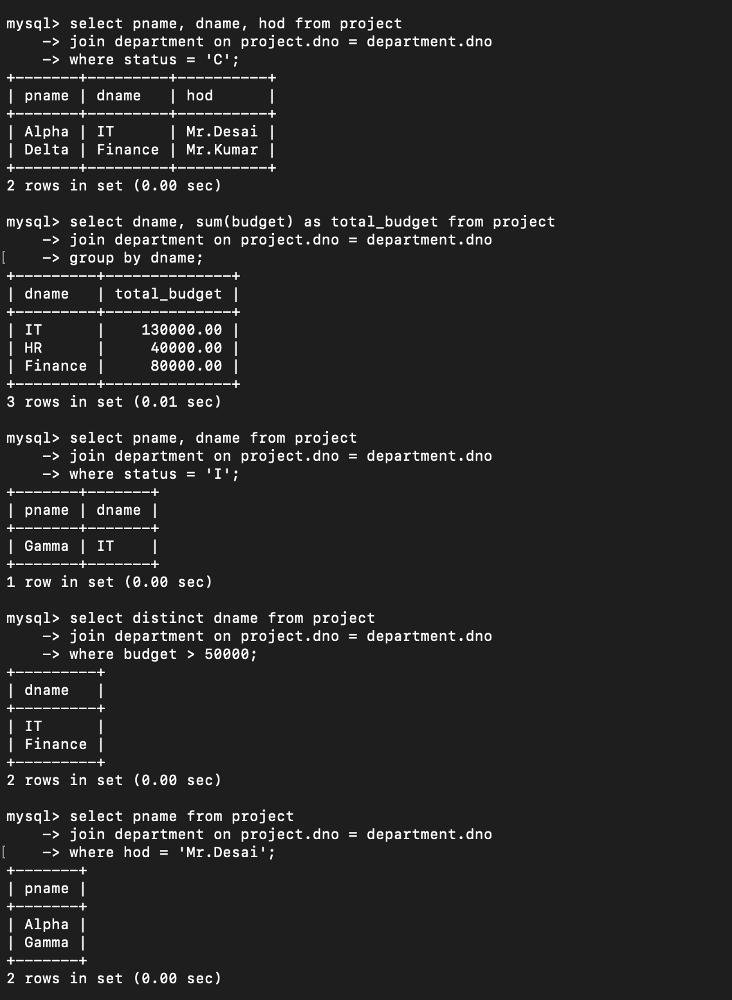 mysql> select pname, dname, hod from project
    -> join department on project.dno = department.dno
    -> where status = 'C';
+-------+---------+----------+
| pname | dname   | hod      |
+-------+---------+----------+
| Alpha | IT      | Mr.Desai |
| Delta | Finance | Mr.Kumar |
+-------+---------+----------+
2 rows in set (0.00 sec)

mysql> select dname, sum(budget) as total_budget from project
    -> join department on project.dno = department.dno
[    -> group by dname;
+---------+--------------+
| dname   | total_budget |
+---------+--------------+
| IT      |    130000.00 |
| HR      |     40000.00 |
| Finance |     80000.00 |
+---------+--------------+
3 rows in set (0.01 sec)

mysql> select pname, dname from project
    -> join department on project.dno = department.dno
    -> where status = 'I';
+-------+-------+
| pname | dname |
+-------+-------+
| Gamma | IT    |
+-------+-------+
1 row in set (0.00 sec)

mysql> select distinct dname from project
    -> join department on project.dno = department.dno
    -> where budget > 50000;
+---------+
| dname   |
+---------+
| IT      |
| Finance |
+---------+
2 rows in set (0.00 sec)

mysql> select pname from project
    -> join department on project.dno = department.dno
[    -> where hod = 'Mr.Desai';
+-------+
| pname |
+-------+
| Alpha |
| Gamma |
+-------+
2 rows in set (0.00 sec)